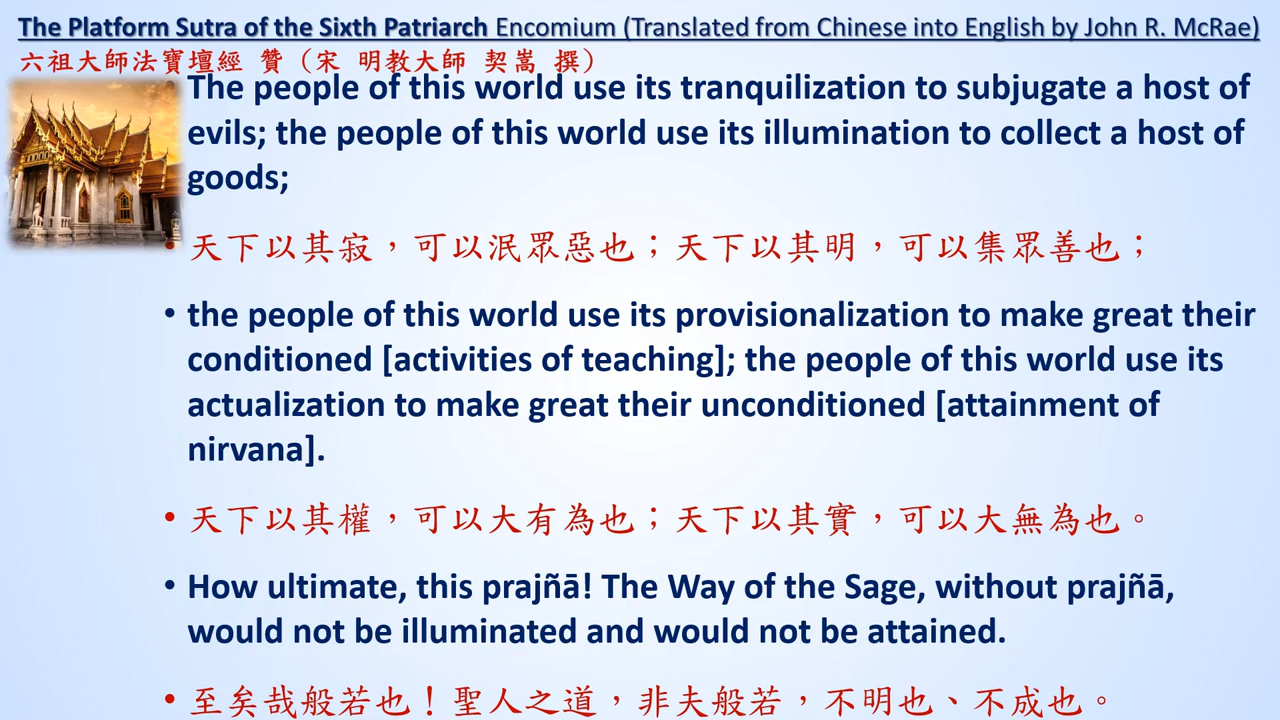 The Platform Sutra of the Sixth Patriarch Encomium (Translated from Chinese into English by John R. McRae)
六祖大師法寶壇經 贊 (宋 明教大師 契嵩 撰)
• The people of this world use its tranquilization to subjugate a host of
evils; the people of this world use its illumination to collect a host of
goods;
• 天下以其寂，可以泯眾惡也；天下以其明，可以集眾善也；
• the people of this world use its provisionalization to make great their
conditioned [activities of teaching]; the people of this world use its
actualization to make great their unconditioned [attainment of
nirvana].
• 天下以其權，可以大有為也；天下以其實，可以大無為也。
• How ultimate, this prajñā! The Way of the Sage, without prajñā,
would not be illuminated and would not be attained.
• 至矣哉般若也！聖人之道，非夫般若，不明也、不成也。